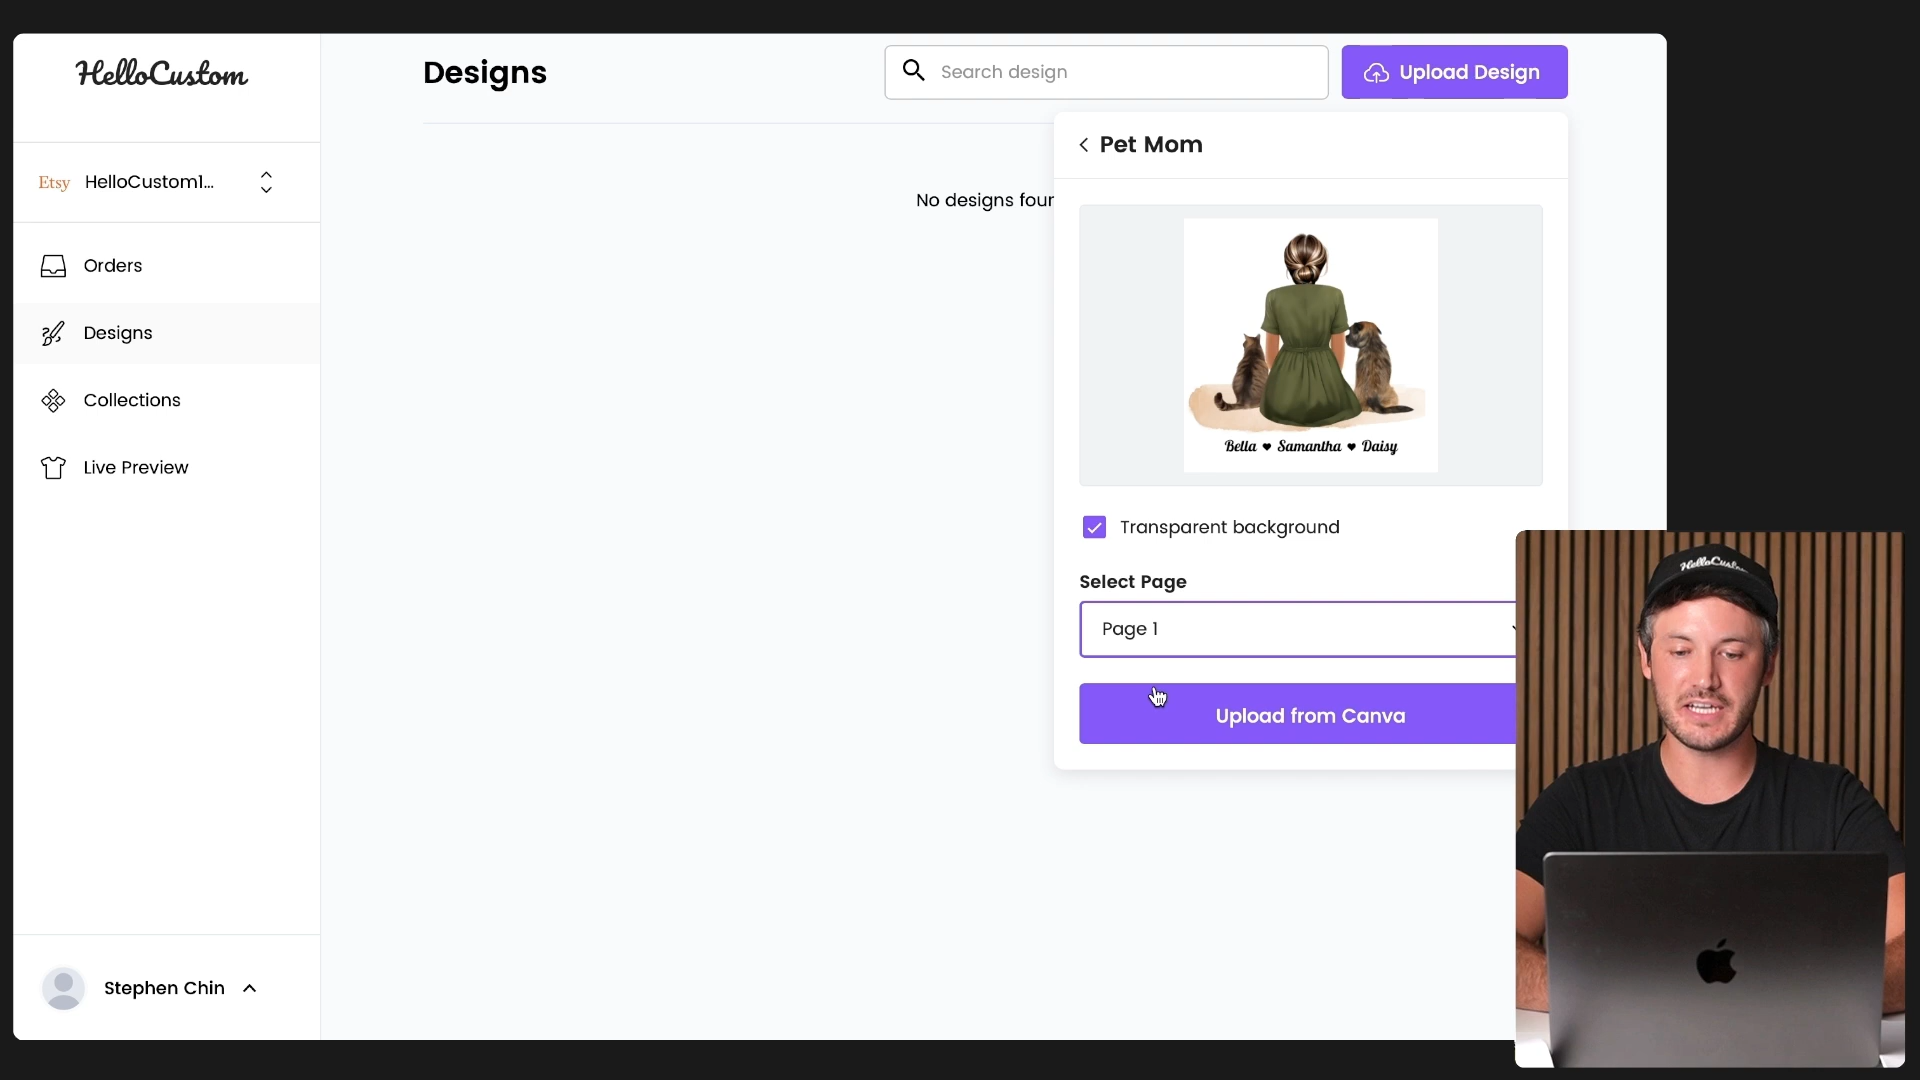 HelloCustom
Designs
Search design
Upload Design
Pet Mom
Etsy HelloCustom1...
No designs four
Orders
Designs
Collections
Live Preview
Bella ♥ Samantha ♥ Daisy
Transparent background
Select Page
Page 1
Upload from Canva
Stephen Chin